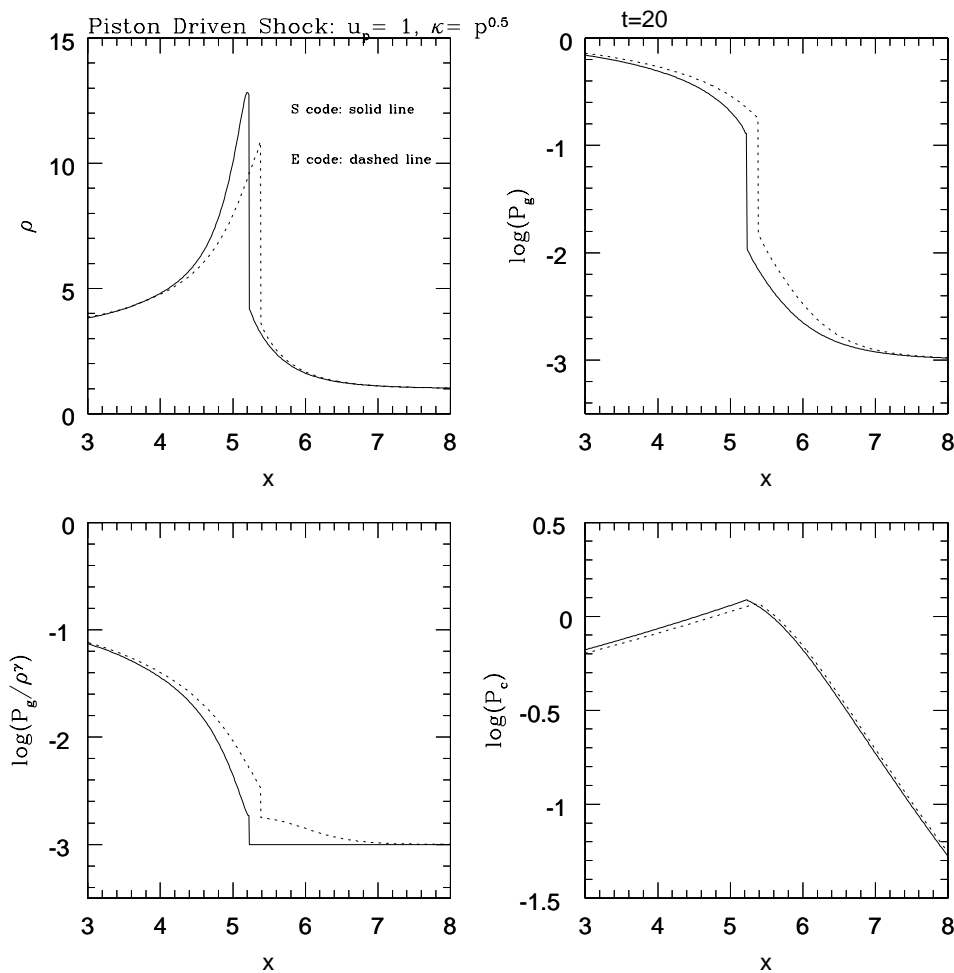 Piston Driven Shock: u_p= 1, κ= p^0.5 t=20
15
10
5
0
ρ
S code: solid line
E code: dashed line
3 4 5 6 7 8
x
0
-1
-2
-3
log(P_g)
3 4 5 6 7 8
x
0
-1
-2
-3
log(P_g/ρ^γ)
3 4 5 6 7 8
x
0.5
0
-0.5
-1
-1.5
log(P_c)
3 4 5 6 7 8
x